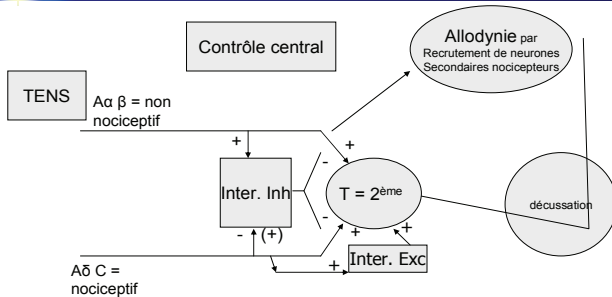 Contrôle central
Allodynie par
Recrutement de neurones
Secondaires nocicepteurs
TENS
Aα β = non
nociceptif
+
+
-
Inter. Inh
T = 2ème
décussation
-
- (+)
+
+
Aδ C =
nociceptif
+
Inter. Exc